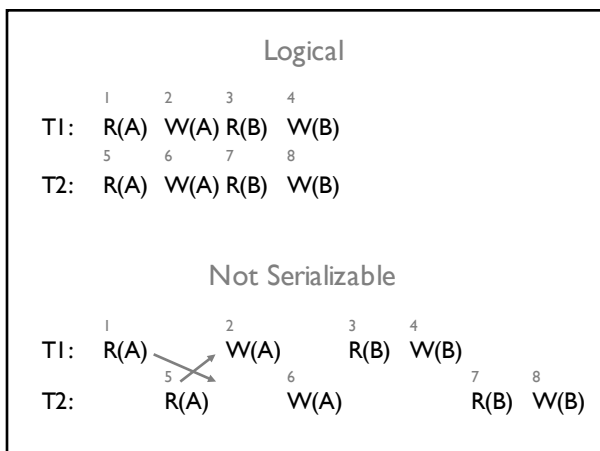 Logical
1 2 3 4
T1: R(A) W(A) R(B) W(B)
5 6 7 8
T2: R(A) W(A) R(B) W(B)
Not Serializable
1 2 3 4
T1: R(A) W(A) R(B) W(B)
5 6 7 8
T2: R(A) W(A) R(B) W(B)